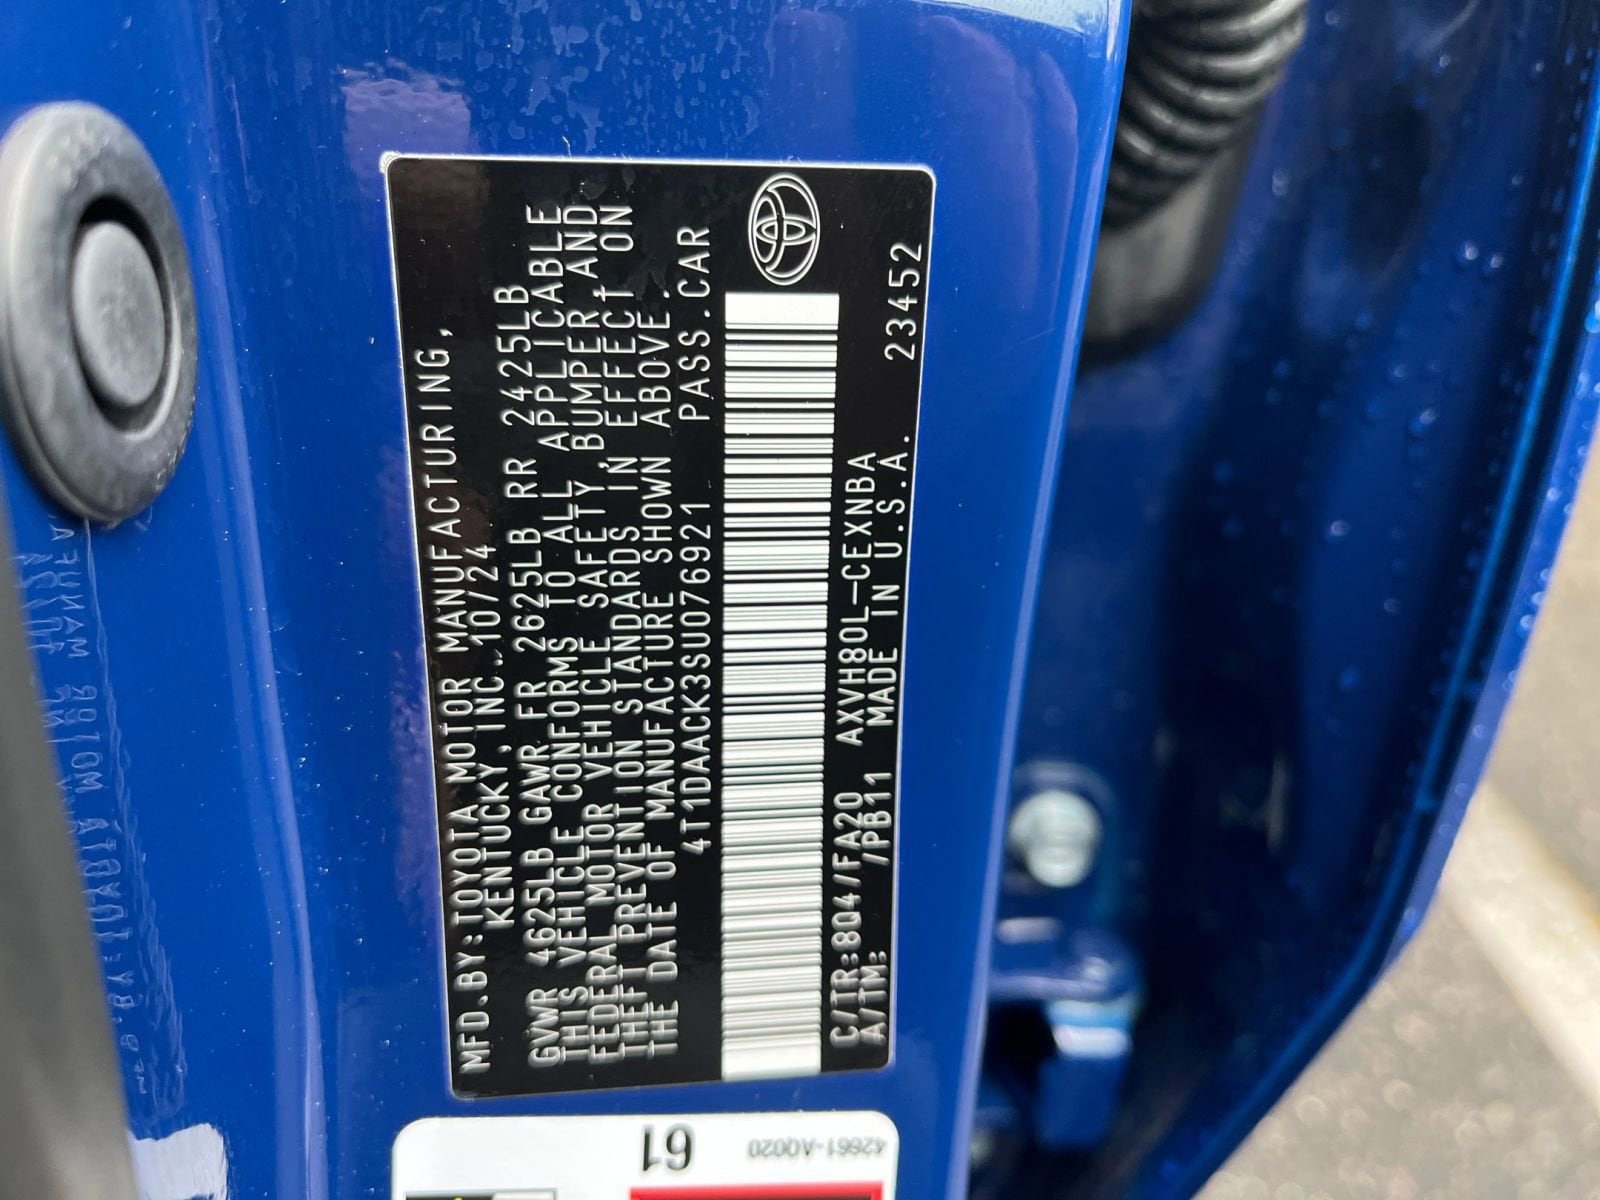 MFD.BY:TOYOTA MOTOR MANUFACTURING,
KENTUCKY, INC. 10/24
GVWR 4625LB GAWR FR 2625LB RR 2425LB
THIS VEHICLE CONFORMS TO ALL APPLICABLE
FEDERAL MOTOR VEHICLE SAFETY, BUMPER, AND
THEFT PREVENTION STANDARDS IN EFFECT ON
THE DATE OF MANUFACTURE SHOWN ABOVE.
4T1DAACK3SU076921 PASS.CAR
C/TR:8Q4/FA20 AXVH80L-CEXNBA
A/TM: /PB11 MADE IN U.S.A. 23452
61
42661-AQ020